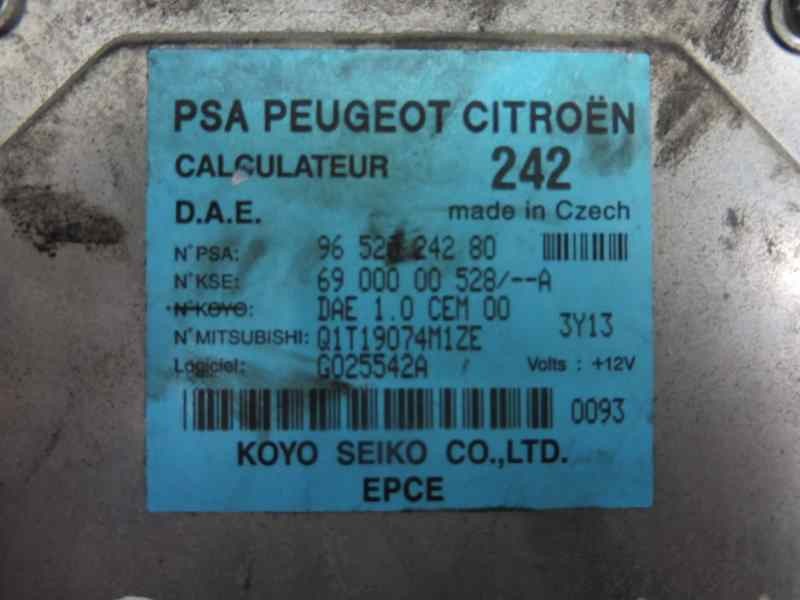 PSA PEUGEOT CITROËN
CALCULATEUR 242
D.A.E. made in Czech
N°PSA: 96 242 80
N°KSE: 69 000 00 528/--A
N°KOYO: DAE 1.0 CEM 00
N°MITSUBISHI: Q1T19074M1ZE 3Y13
Logiciel: G025542A Volts : +12V
0093
KOYO SEIKO CO.,LTD.
EPCE